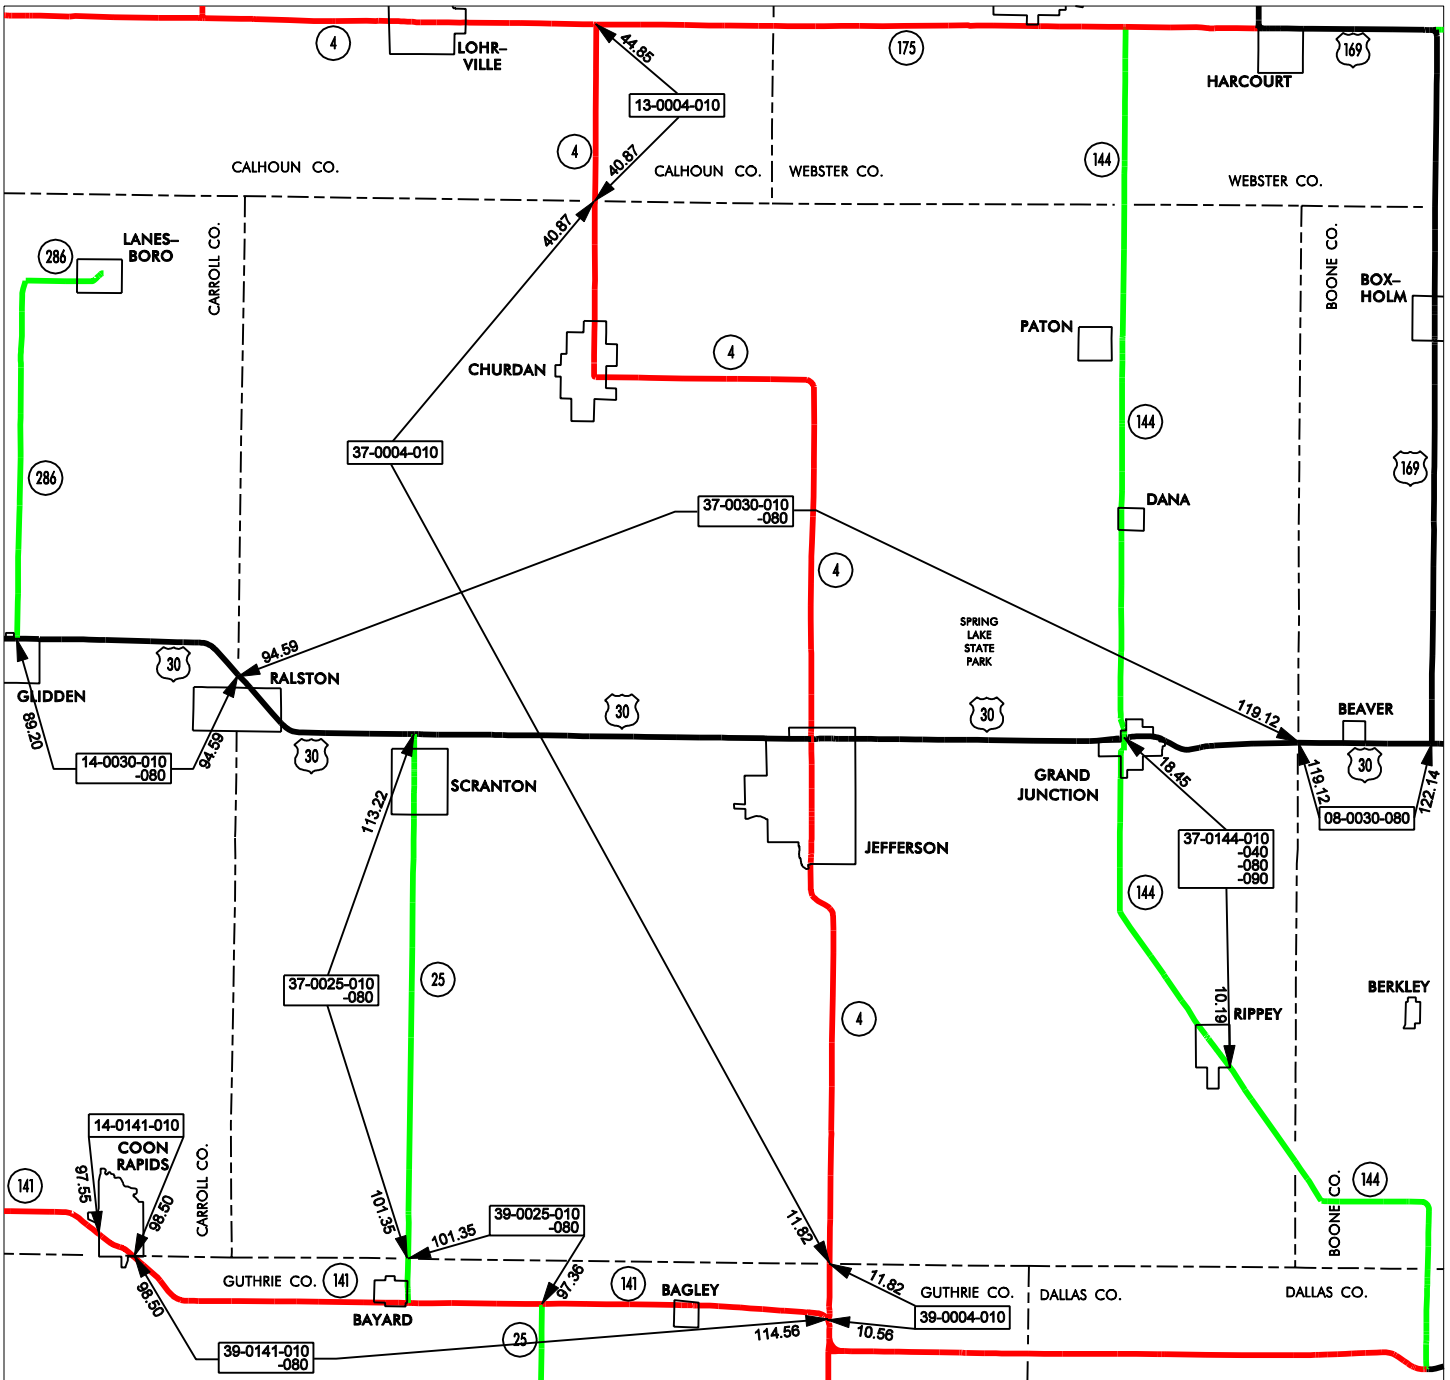 4
LOHR–
VILLE
44.85
175
169
HARCOURT
13-0004-010
4
40.87
144
CALHOUN CO.
CALHOUN CO.
WEBSTER CO.
WEBSTER CO.
40.87
CARROLL CO.
LANES–
BORO
286
BOONE CO.
BOX–
HOLM
PATON
4
CHURDAN
144
37-0004-010
286
169
DANA
37-0030-010
-080
4
SPRING
LAKE
STATE
PARK
94.59
30
RALSTON
GLIDDEN
89.20
14-0030-010
-080
94.59
30
30
30
119.12
BEAVER
30
119.12
122.14
08-0030-080
GRAND
JUNCTION
18.45
SCRANTON
113.22
JEFFERSON
37-0144-010
-040
-080
-090
144
37-0025-010
-080
25
4
10.19
RIPPEY
BERKLEY
14-0141-010
COON
RAPIDS
97.55
98.50
CARROLL CO.
141
101.35
101.35
39-0025-010
-080
11.82
BOONE CO.
144
GUTHRIE CO.
141
97.36
141
BAGLEY
11.82
GUTHRIE CO.
DALLAS CO.
DALLAS CO.
98.50
BAYARD
39-0004-010
25
114.56
10.56
39-0141-010
-080